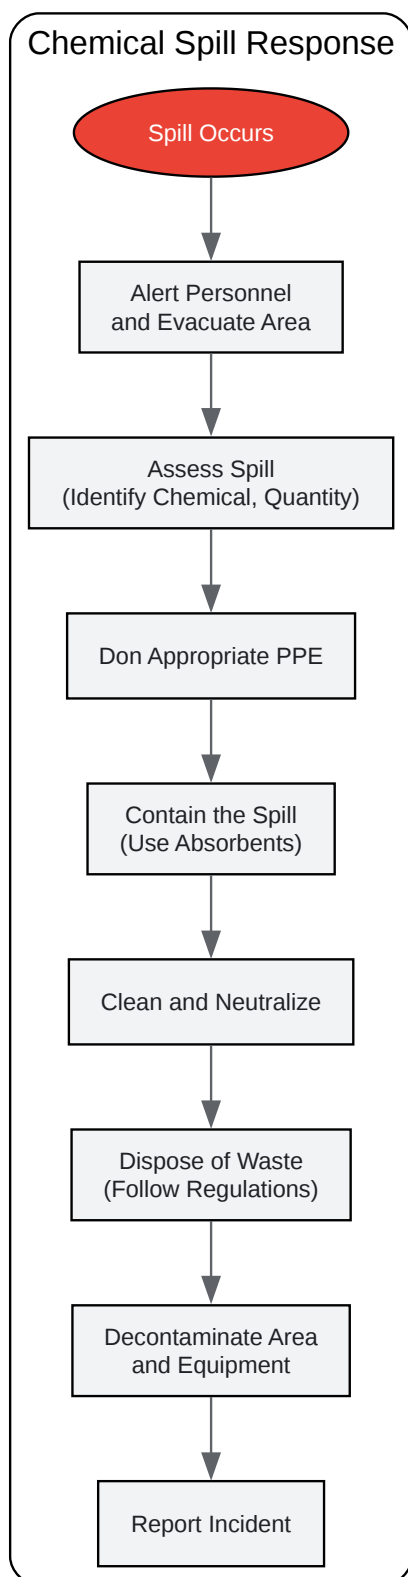 Chemical Spill Response
Spill Occurs
Alert Personnel
and Evacuate Area
Assess Spill
(Identify Chemical, Quantity)
Don Appropriate PPE
Contain the Spill
(Use Absorbents)
Clean and Neutralize
Dispose of Waste
(Follow Regulations)
Decontaminate Area
and Equipment
Report Incident